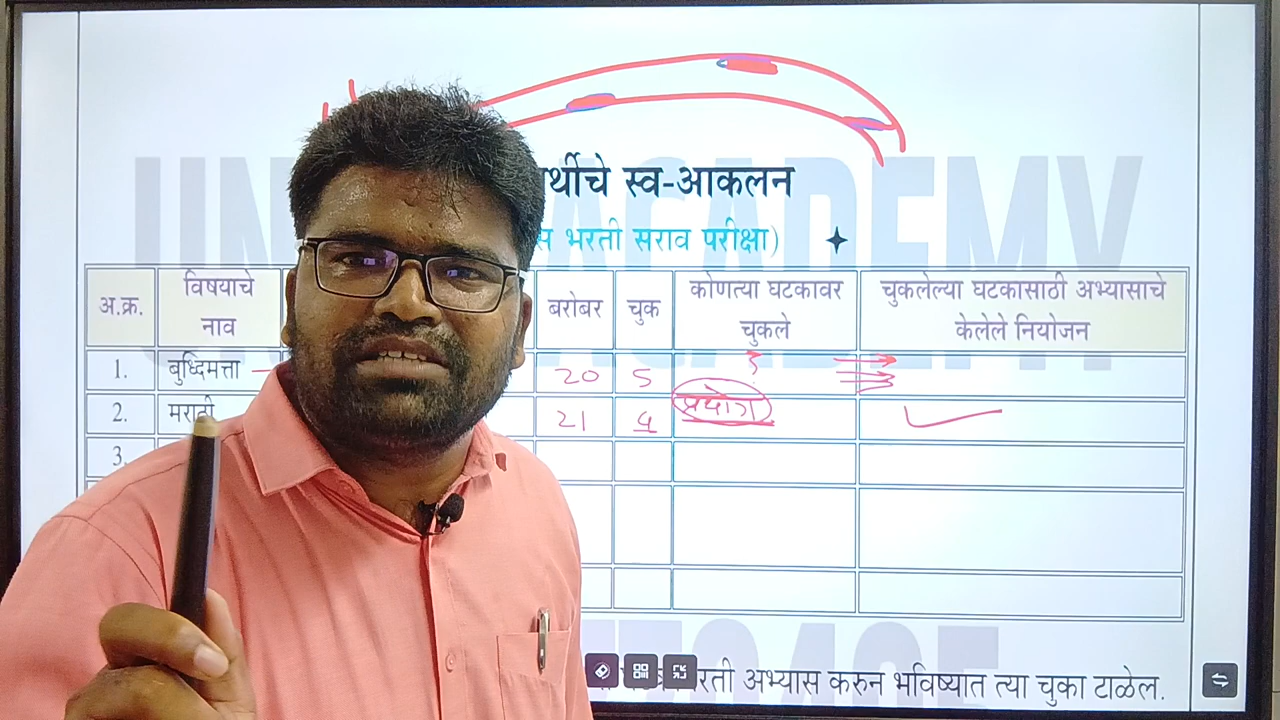 स्व-आकलन
भरती सराव परीक्षा)
अ.क्र. विषयाचे नाव बरोबर चुक कोणत्या घटकावर चुकले चुकलेल्या घटकासाठी अभ्यासाचे केलेले नियोजन
1. बुध्दिमत्ता 20 5
2. मराठी 21 4 प्रयोग
3.
अभ्यास करुन भविष्यात त्या चुका टाळेल.
ACADEMY